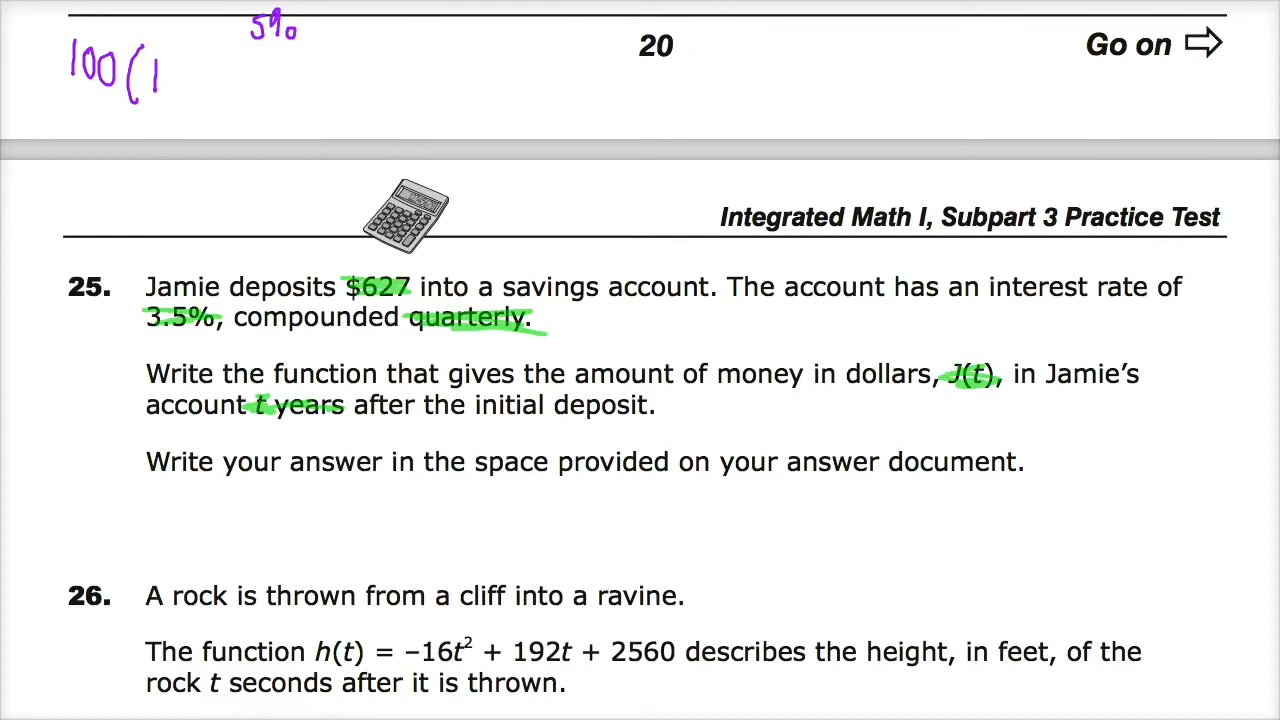 5%
20
Go on
100(1
Integrated Math I, Subpart 3 Practice Test
25. Jamie deposits $627 into a savings account. The account has an interest rate of
3.5%, compounded quarterly.
Write the function that gives the amount of money in dollars, J(t), in Jamie's
account t years after the initial deposit.
Write your answer in the space provided on your answer document.
26. A rock is thrown from a cliff into a ravine.
The function h(t) = –16t² + 192t + 2560 describes the height, in feet, of the
rock t seconds after it is thrown.